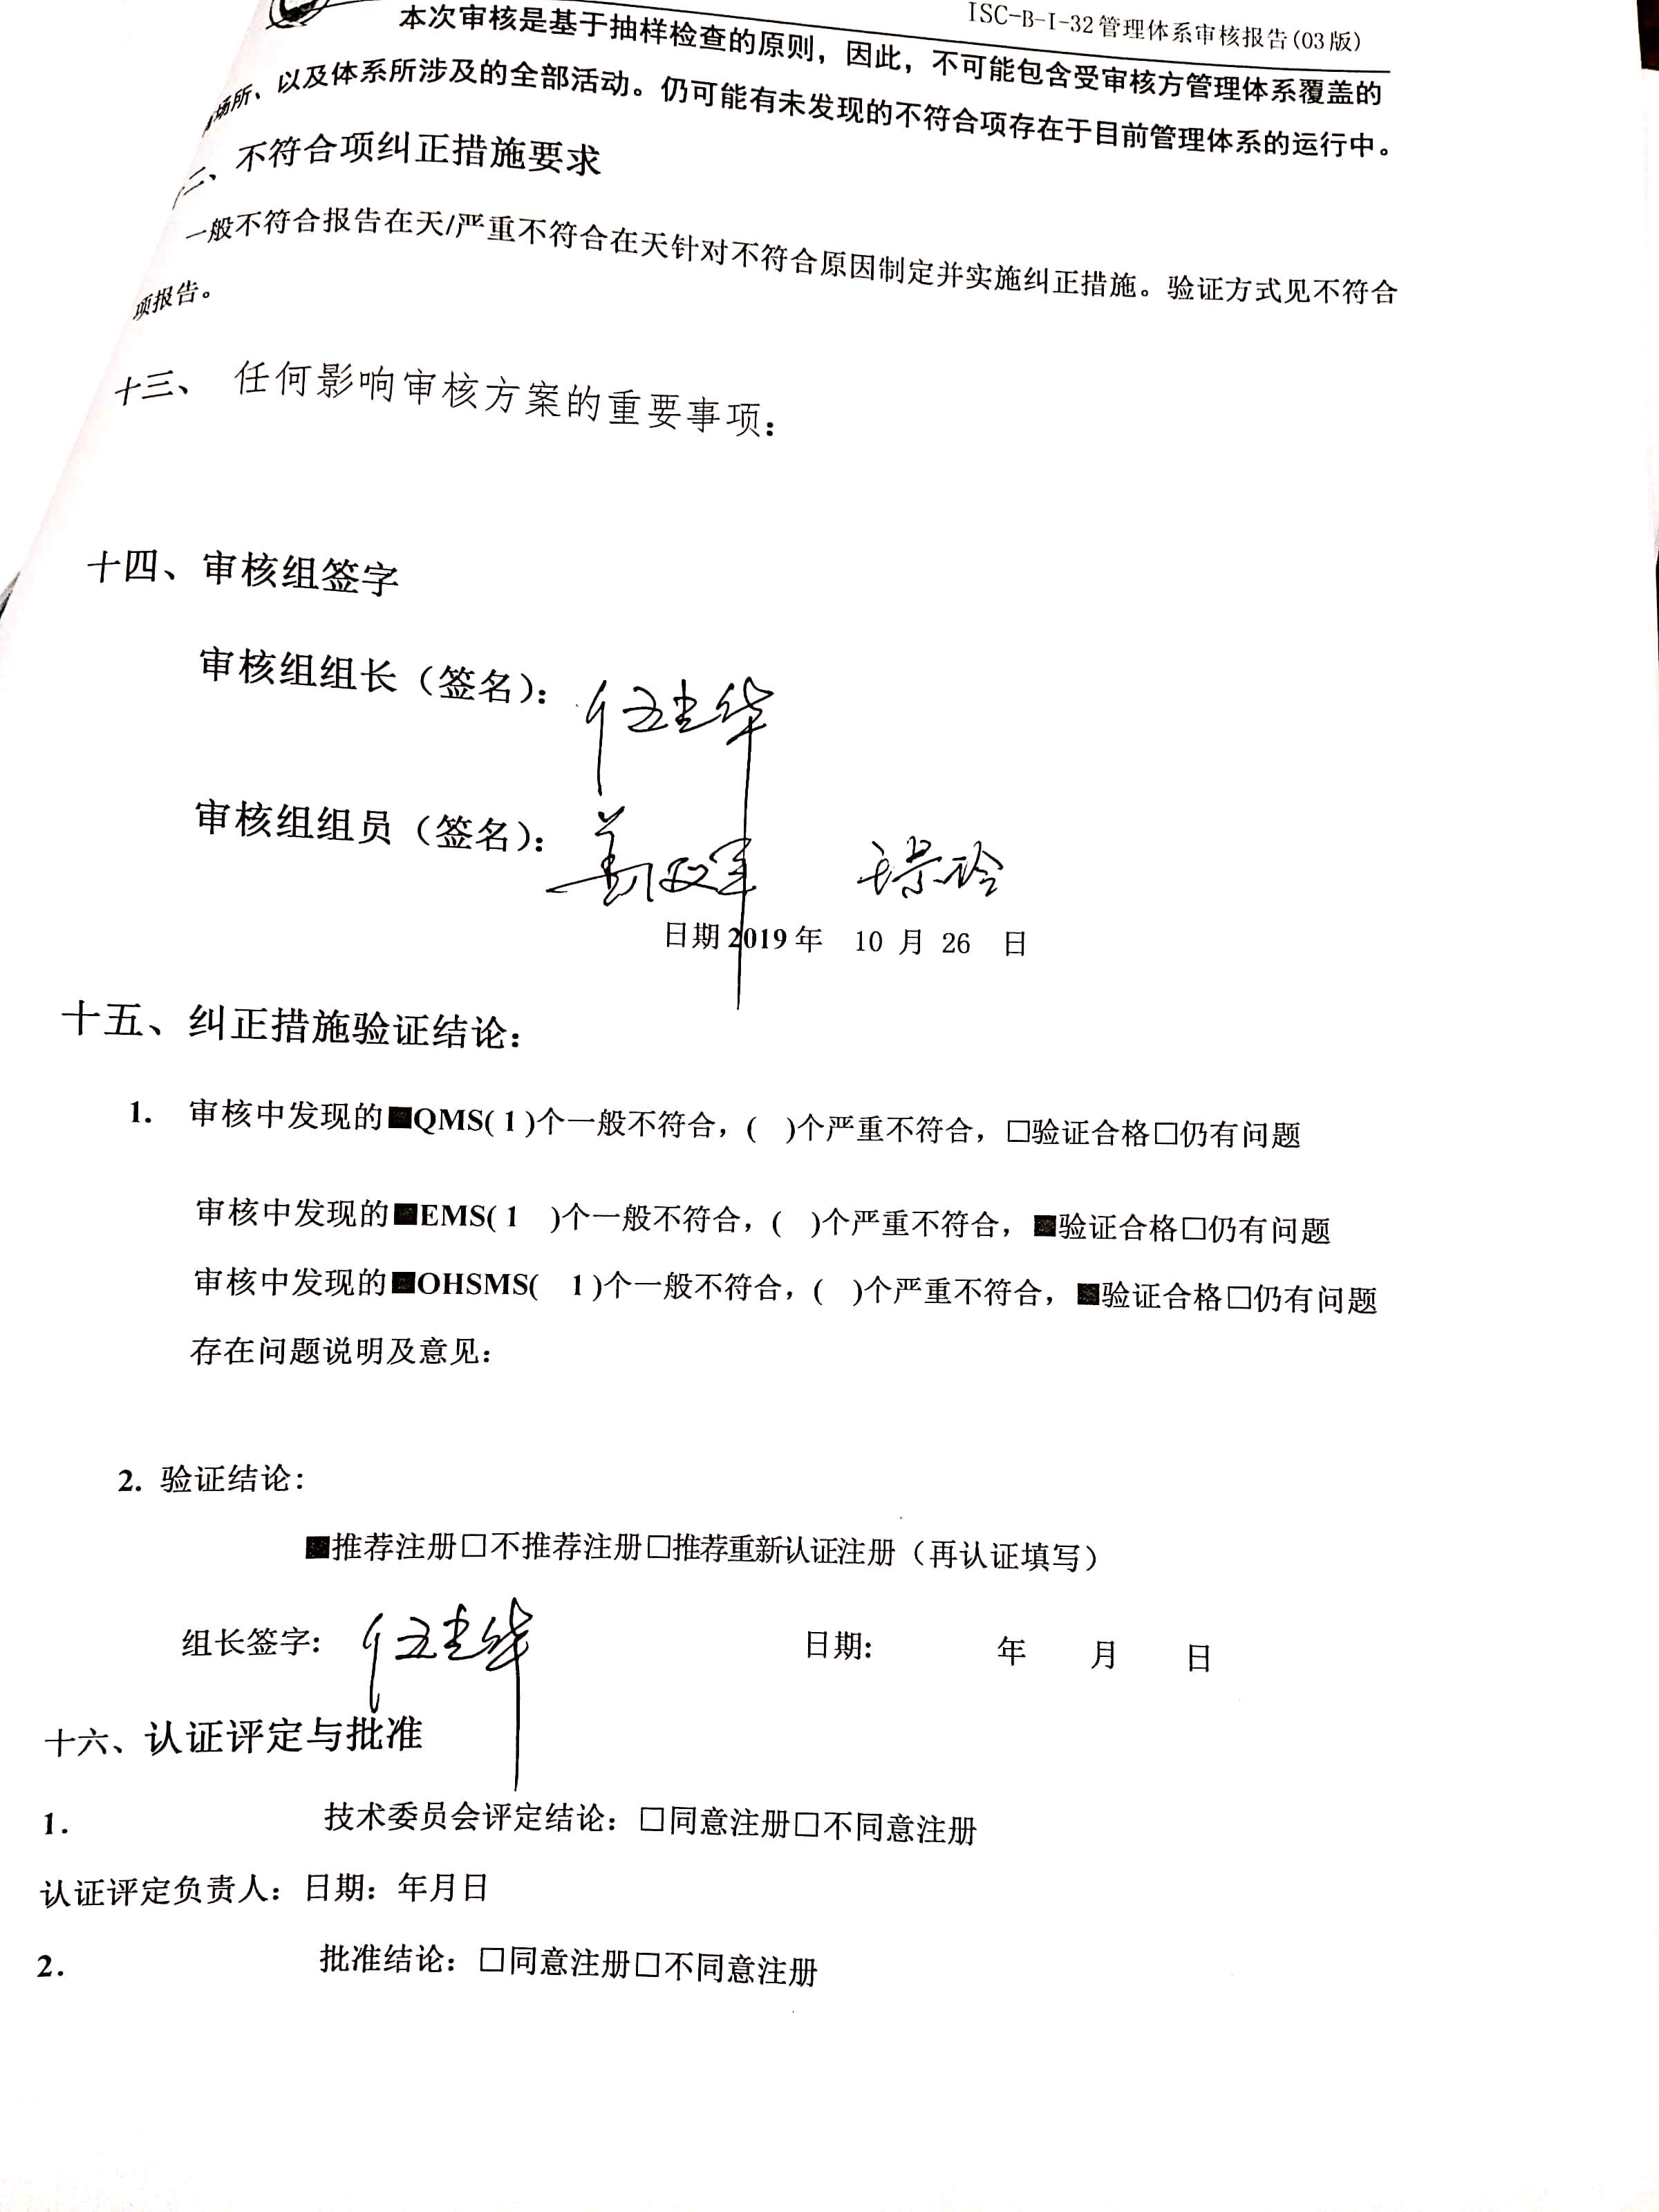 ISC-B-I-32管理体系审核报告(03版)
本次审核是基于抽样检查的原则，因此，不可能包含受审核方管理体系覆盖的
场所、以及体系所涉及的全部活动。仍可能有未发现的不符合项存在于目前管理体系的运行中。
二、不符合项纠正措施要求
一般不符合报告在天/严重不符合在天针对不符合原因制定并实施纠正措施。验证方式见不符合
项报告。
十三、 任何影响审核方案的重要事项：
十四、审核组签字
审核组组长（签名）： 伍建华
审核组组员（签名）：
日期2019年 10 月 26 日
十五、纠正措施验证结论：
1. 审核中发现的■QMS( 1 )个一般不符合，( )个严重不符合，□验证合格□仍有问题
审核中发现的■EMS( 1 )个一般不符合，( )个严重不符合，■验证合格□仍有问题
审核中发现的■OHSMS( 1 )个一般不符合，( )个严重不符合，■验证合格□仍有问题
存在问题说明及意见：
2. 验证结论：
■推荐注册□不推荐注册□推荐重新认证注册（再认证填写）
组长签字： 伍建华 日期： 年 月 日
十六、认证评定与批准
1. 技术委员会评定结论：□同意注册□不同意注册
认证评定负责人：日期：年月日
2. 批准结论：□同意注册□不同意注册